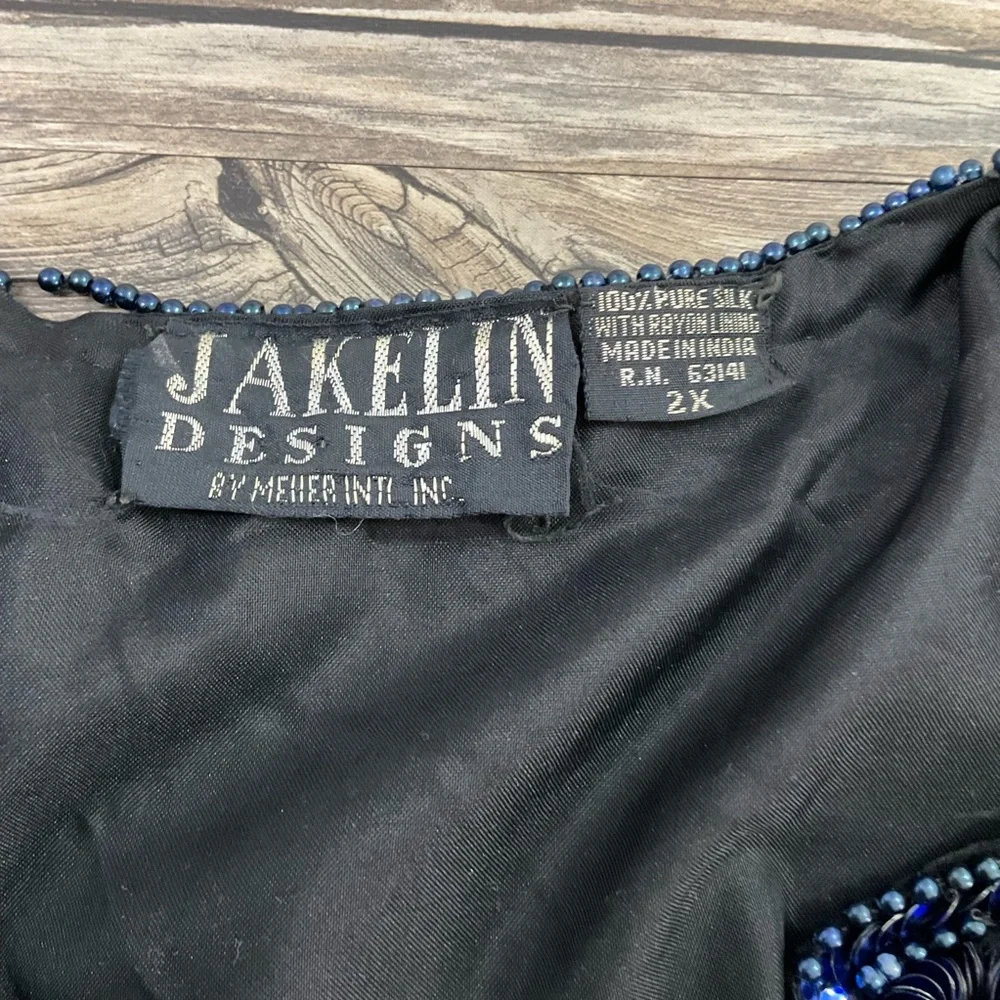 JAKELIN
DESIGNS
BY MEHER INTL. INC.
100% PURE SILK
WITH RAYON LINING
MADE IN INDIA
R.N. 63141
2X